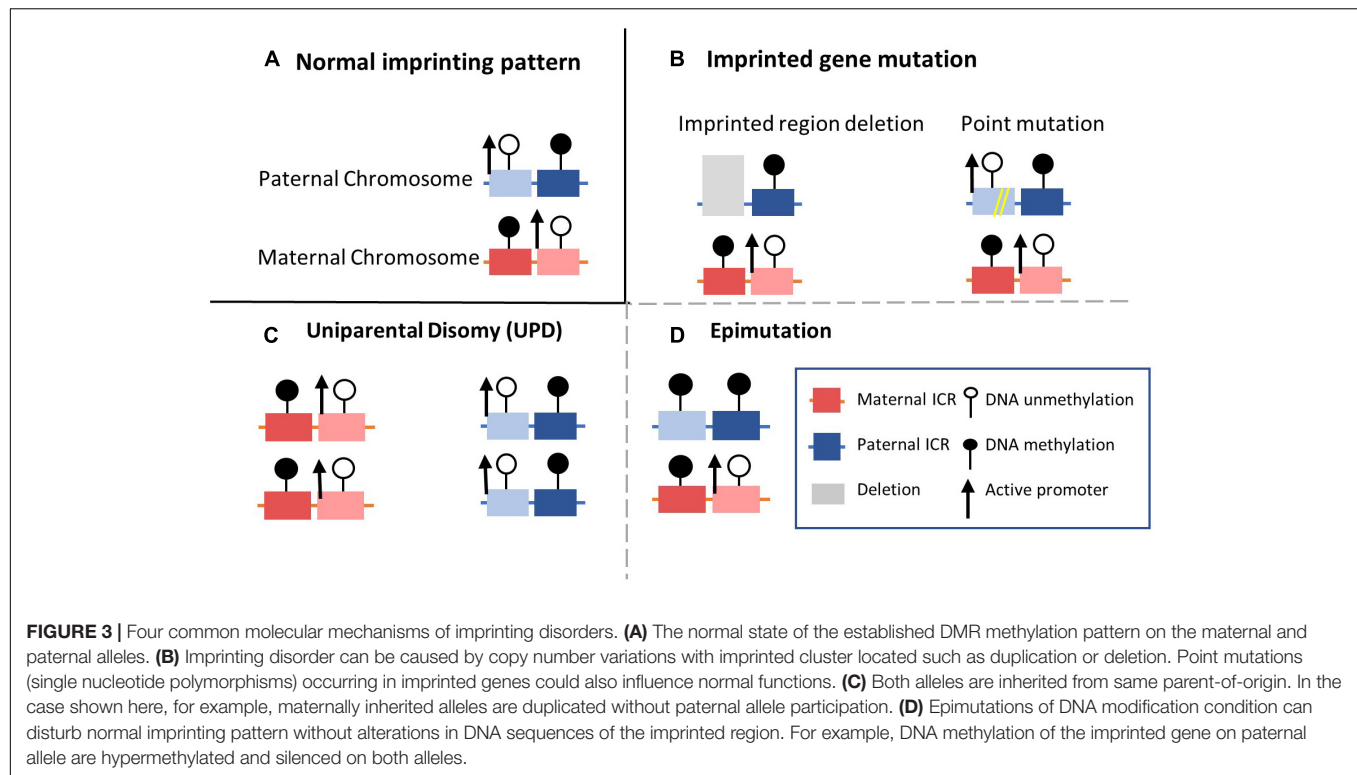 A Normal imprinting pattern
Paternal Chromosome
Maternal Chromosome
B Imprinted gene mutation
Imprinted region deletion
Point mutation
C Uniparental Disomy (UPD)
D Epimutation
Maternal ICR
DNA unmethylation
Paternal ICR
DNA methylation
Deletion
Active promoter
FIGURE 3 | Four common molecular mechanisms of imprinting disorders. (A) The normal state of the established DMR methylation pattern on the maternal and
paternal alleles. (B) Imprinting disorder can be caused by copy number variations with imprinted cluster located such as duplication or deletion. Point mutations
(single nucleotide polymorphisms) occurring in imprinted genes could also influence normal functions. (C) Both alleles are inherited from same parent-of-origin. In the
case shown here, for example, maternally inherited alleles are duplicated without paternal allele participation. (D) Epimutations of DNA modification condition can
disturb normal imprinting pattern without alterations in DNA sequences of the imprinted region. For example, DNA methylation of the imprinted gene on paternal
allele are hypermethylated and silenced on both alleles.